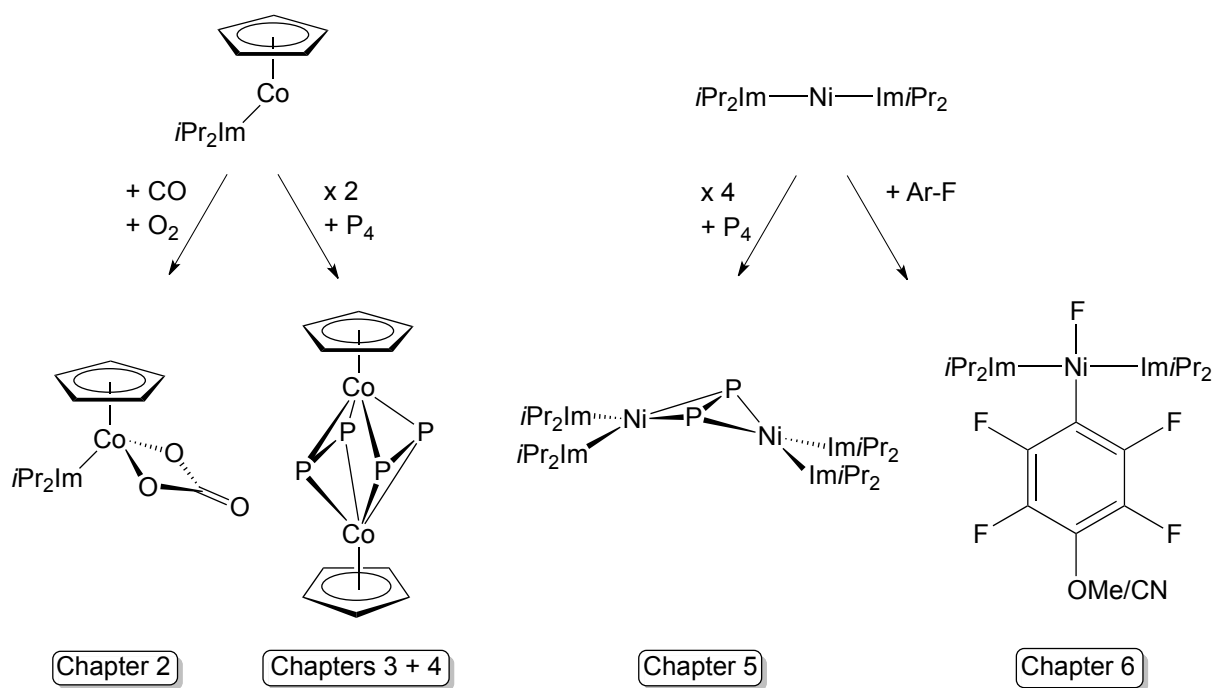 Co
iPr₂Im
iPr₂Im Ni ImiPr₂
+ CO
+ O₂
x 2
+ P₄
x 4
+ P₄
+ Ar-F
Co
iPr₂Im
O
O
O
Co
P
P
P
P
Co
iPr₂Im
iPr₂Im
Ni
P
P
Ni
ImiPr₂
ImiPr₂
F
iPr₂Im Ni ImiPr₂
F F
F F
OMe/CN
Chapter 2
Chapters 3 + 4
Chapter 5
Chapter 6